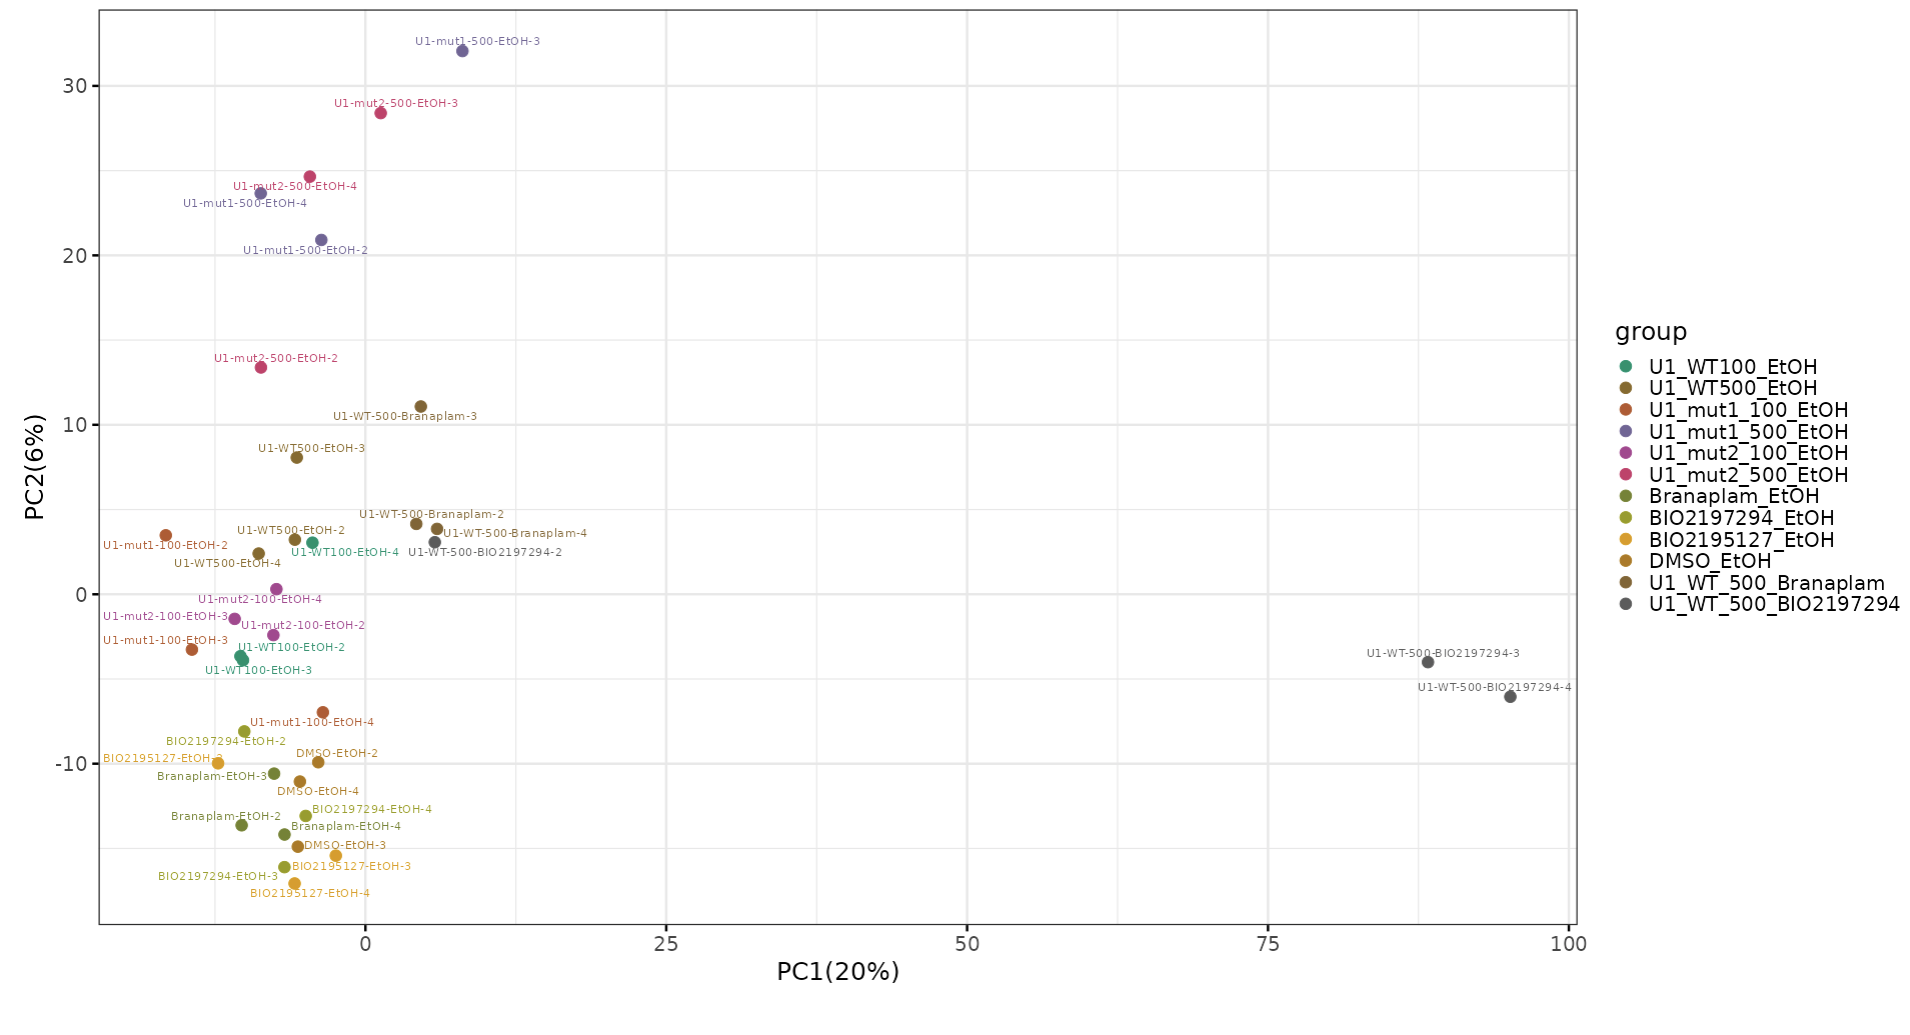 U1-mut1-500-EtOH-3
30
U1-mut2-500-EtOH-3
U1-mut2-500-EtOH-4
U1-mut1-500-EtOH-4
U1-mut1-500-EtOH-2
20
U1-mut2-500-EtOH-2
U1-WT-500-Branaplam-3
10
U1-WT500-EtOH-3
U1-WT-500-Branaplam-2
U1-WT500-EtOH-2
U1-WT-500-Branaplam-4
U1-mut1-100-EtOH-2
U1-WT100-EtOH-4
U1-WT-500-BIO2197294-2
U1-WT500-EtOH-4
0
U1-mut2-100-EtOH-4
U1-mut2-100-EtOH-3
U1-mut2-100-EtOH-2
U1-mut1-100-EtOH-3
U1-WT100-EtOH-2
U1-WT-500-BIO2197294-3
U1-WT100-EtOH-3
U1-WT-500-BIO2197294-4
U1-mut1-100-EtOH-4
BIO2197294-EtOH-2
DMSO-EtOH-2
BIO2195127-EtOH-2
-10
Branaplam-EtOH-3
DMSO-EtOH-4
BIO2197294-EtOH-4
Branaplam-EtOH-2
Branaplam-EtOH-4
DMSO-EtOH-3
BIO2195127-EtOH-3
BIO2197294-EtOH-3
BIO2195127-EtOH-4
0
25
50
75
100
PC1(20%)
PC2(6%)
group
U1_WT100_EtOH
U1_WT500_EtOH
U1_mut1_100_EtOH
U1_mut1_500_EtOH
U1_mut2_100_EtOH
U1_mut2_500_EtOH
Branaplam_EtOH
BIO2197294_EtOH
BIO2195127_EtOH
DMSO_EtOH
U1_WT_500_Branaplam
U1_WT_500_BIO2197294